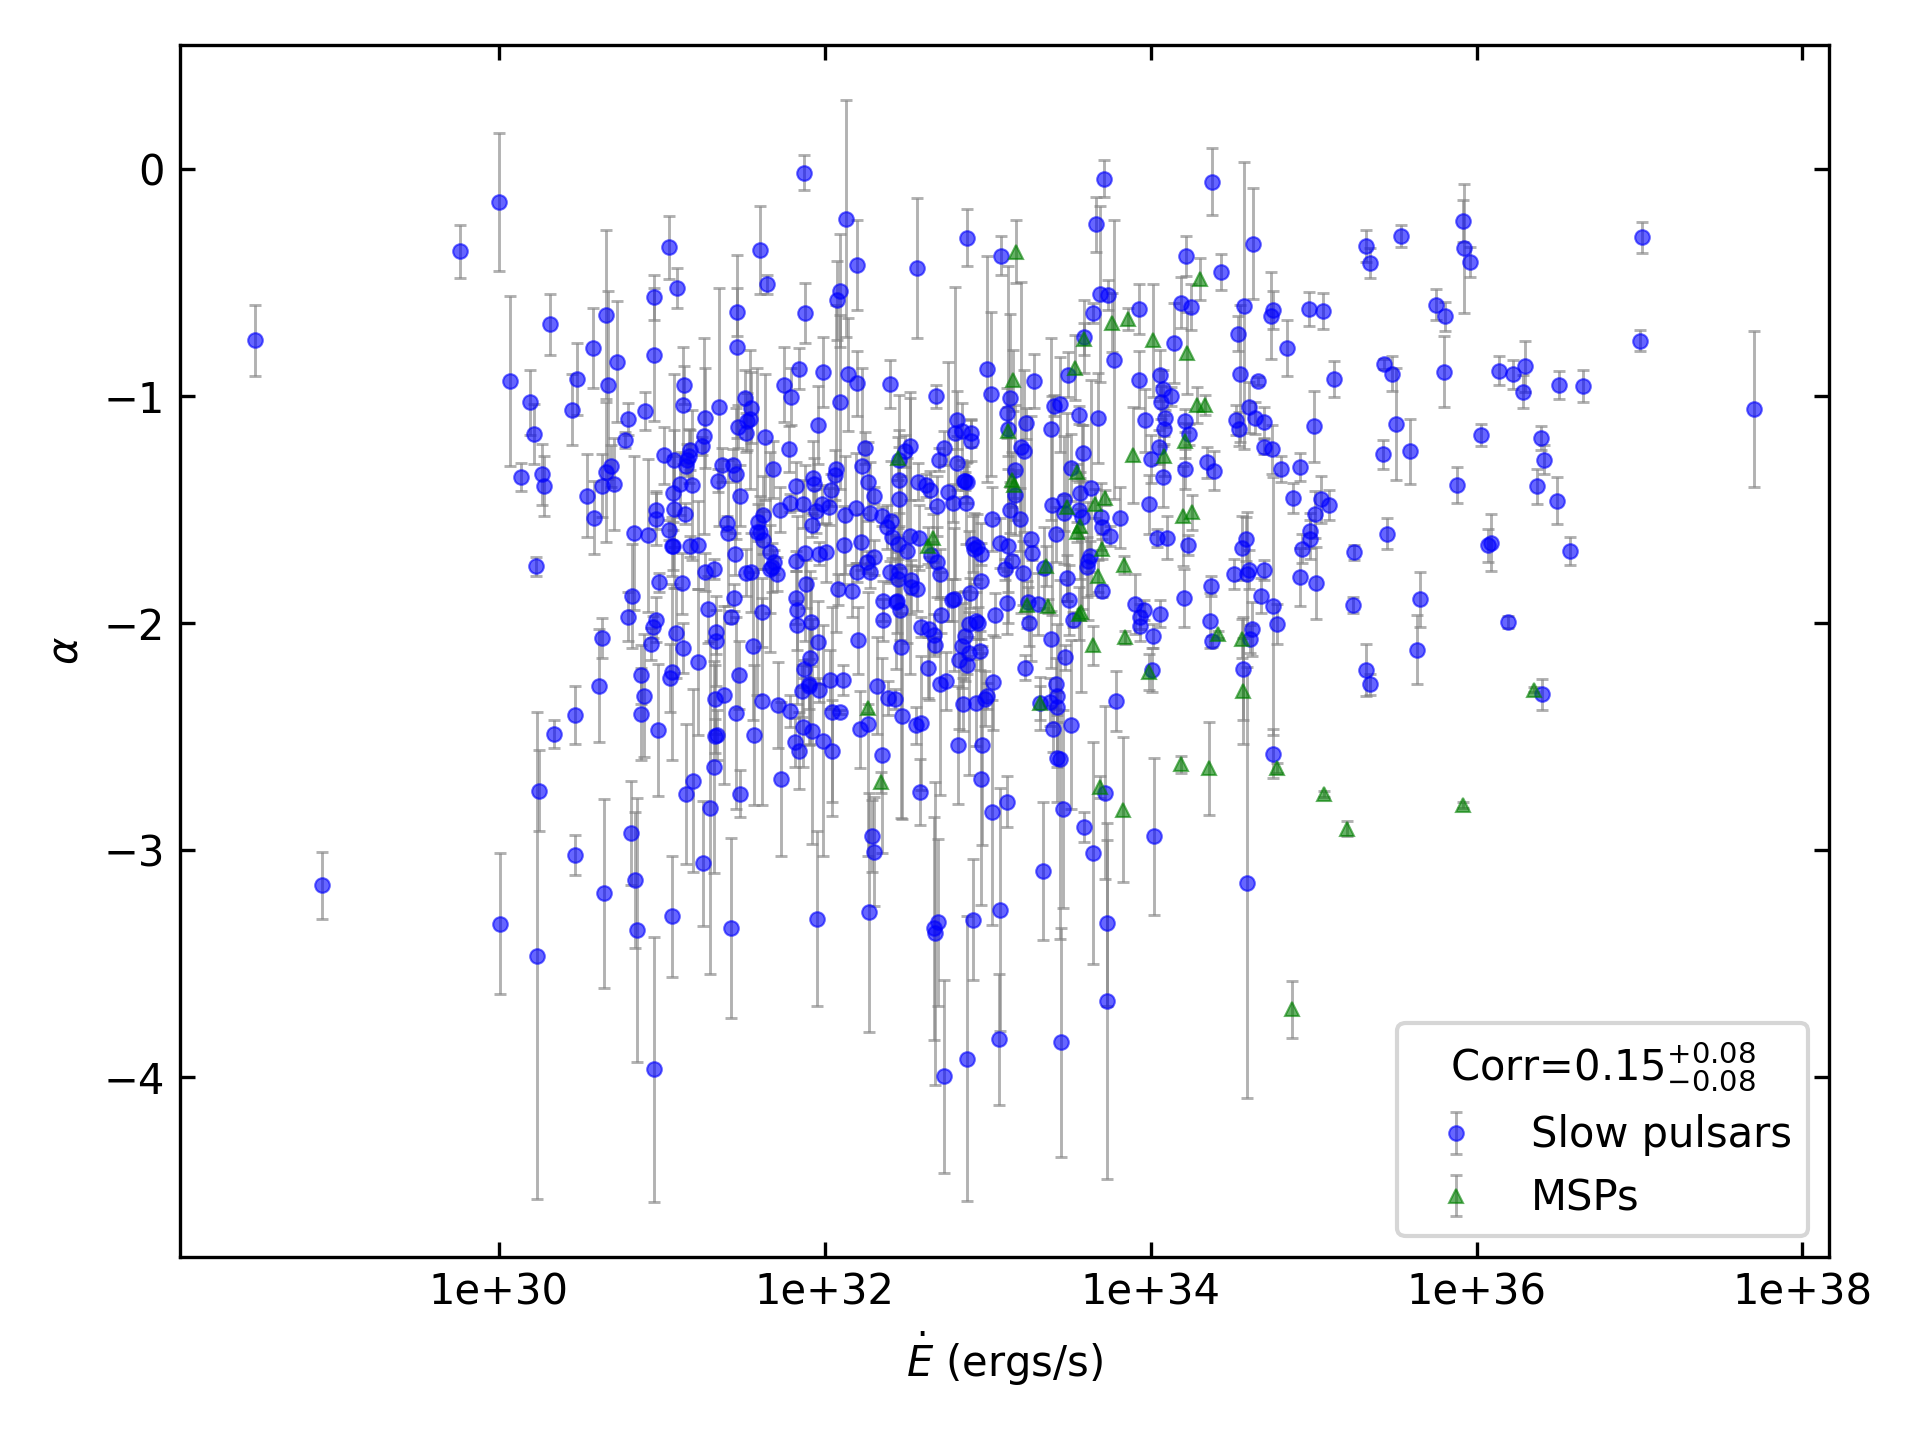 0
−1
−2
−3
−4
α
1e+30 1e+32 1e+34 1e+36 1e+38
Ė (ergs/s)
Corr=0.15+0.08−0.08
Slow pulsars
MSPs